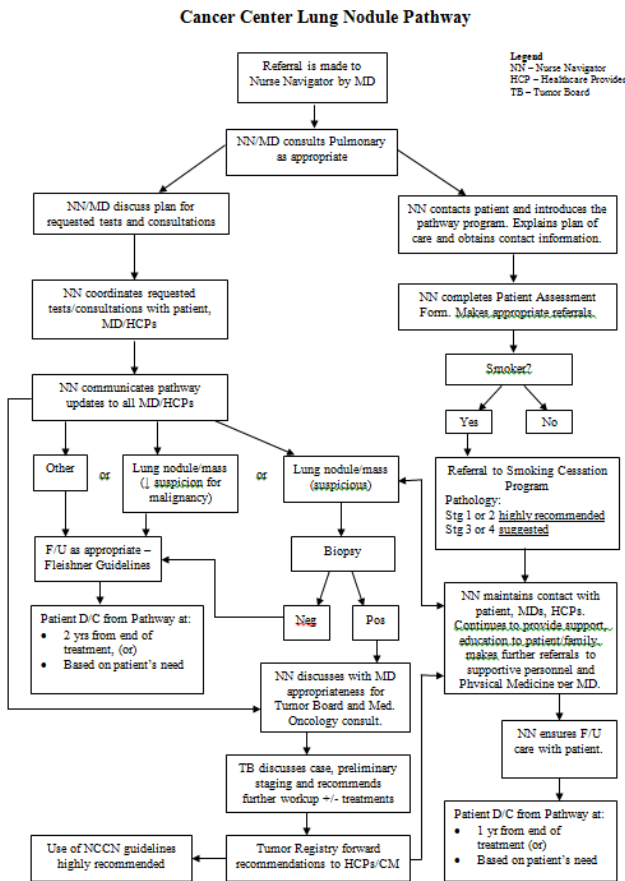 Cancer Center Lung Nodule Pathway
Legend
NN – Nurse Navigator
HCP – Healthcare Provider
TB – Tumor Board
Referral is made to
Nurse Navigator by MD
NN/MD consults Pulmonary
as appropriate
NN/MD discuss plan for
requested tests and consultations
NN contacts patient and introduces the
pathway program. Explains plan of
care and obtains contact information.
NN coordinates requested
tests/consultations with patient,
MD/HCPs
NN completes Patient Assessment
Form. Makes appropriate referrals.
Smoker?
NN communicates pathway
updates to all MD/HCPs
Yes
No
Other
or
Lung nodule/mass
(↓ suspicion for
malignancy)
or
Lung nodule/mass
(suspicious)
Referral to Smoking Cessation
Program
Pathology:
Stg 1 or 2 highly recommended
Stg 3 or 4 suggested
F/U as appropriate –
Fleishner Guidelines
Biopsy
Neg
Pos
Patient D/C from Pathway at:
• 2 yrs from end of
treatment, (or)
• Based on patient's need
NN maintains contact with
patient, MDs, HCPs.
Continues to provide support,
education to patient/family,
makes further referrals to
supportive personnel and
Physical Medicine per MD.
NN discusses with MD
appropriateness for
Tumor Board and Med.
Oncology consult.
NN ensures F/U
care with patient.
TB discusses case, preliminary
staging and recommends
further workup +/- treatments
Patient D/C from Pathway at:
• 1 yr from end of
treatment (or)
• Based on patient's need
Use of NCCN guidelines
highly recommended
Tumor Registry forward
recommendations to HCPs/CM